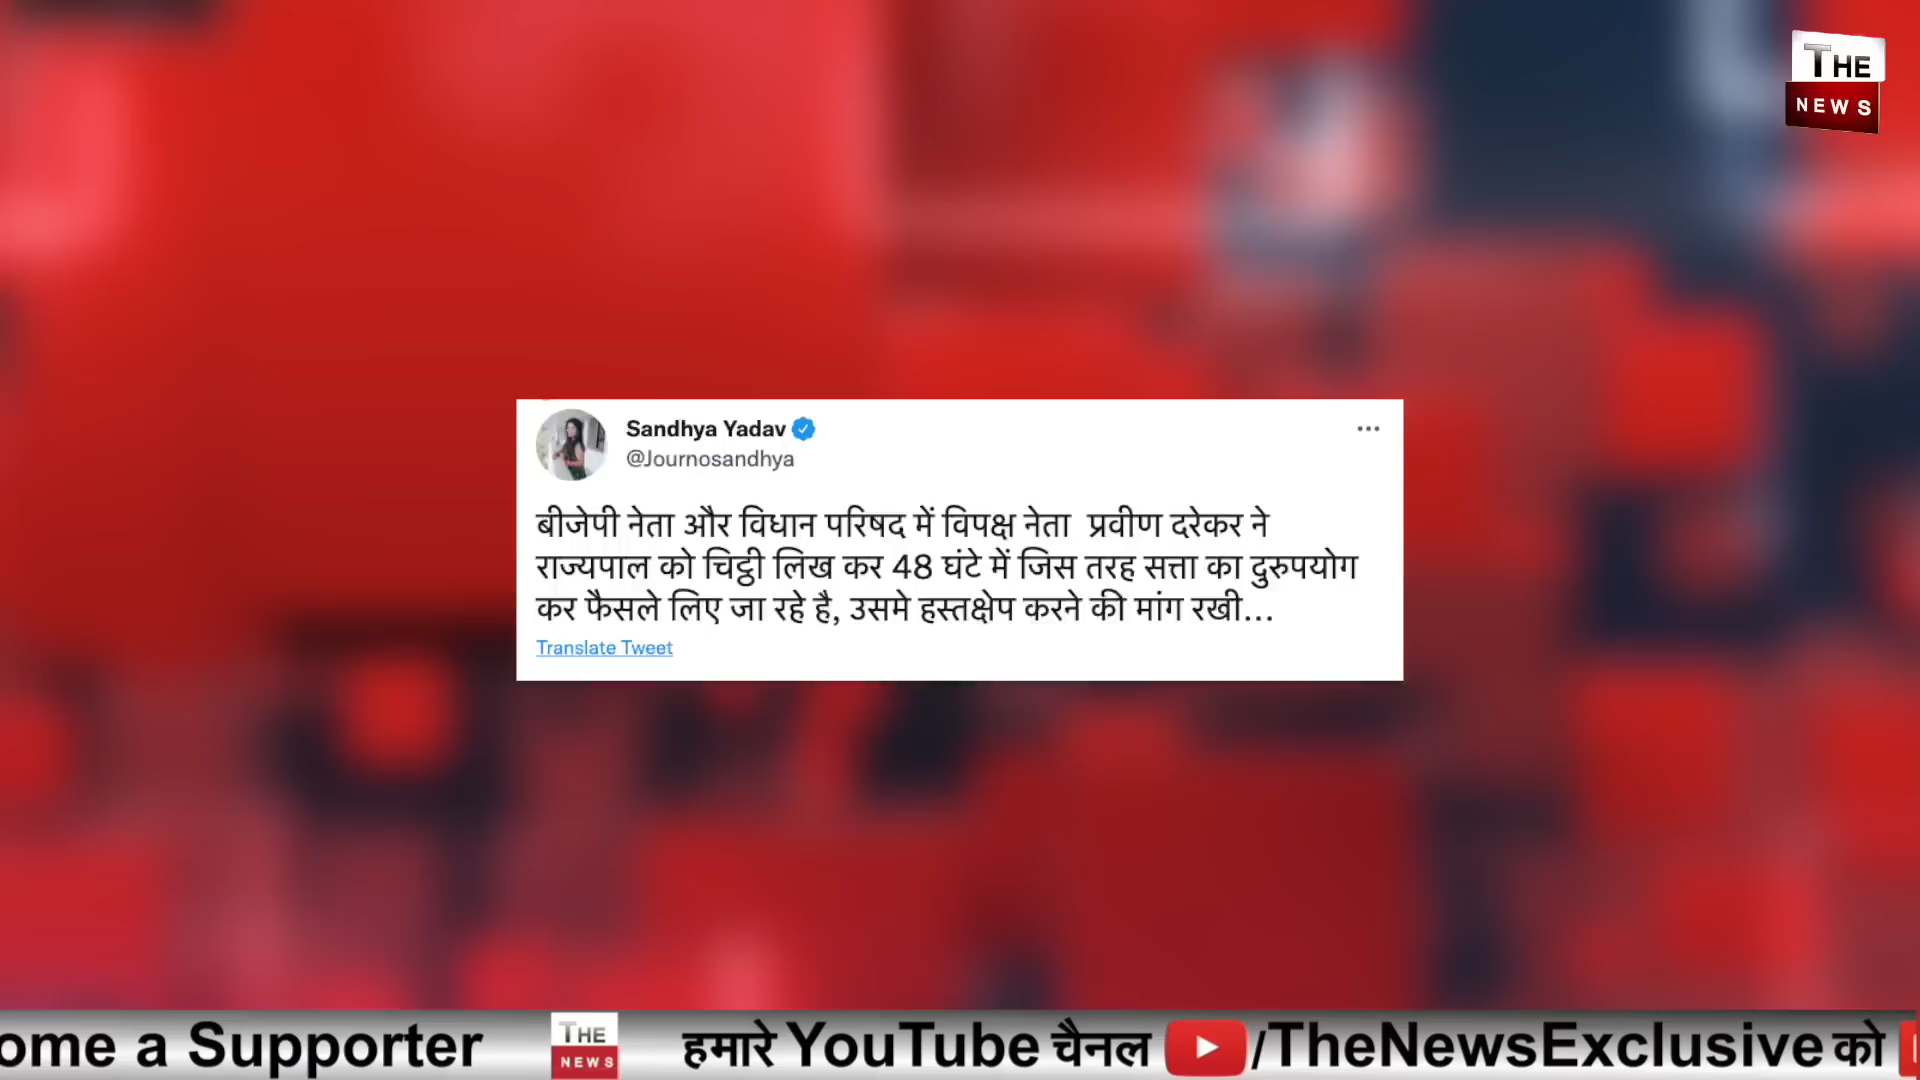 THE
NEWS
Sandhya Yadav
@Journosandhya
बीजेपी नेता और विधान परिषद में विपक्ष नेता प्रवीण दरेकर ने
राज्यपाल को चिट्ठी लिख कर 48 घंटे में जिस तरह सत्ता का दुरुपयोग
कर फैसले लिए जा रहे है, उसमे हस्तक्षेप करने की मांग रखी...
Translate Tweet
ome a Supporter THE NEWS हमारे YouTube चैनल /TheNewsExclusive को